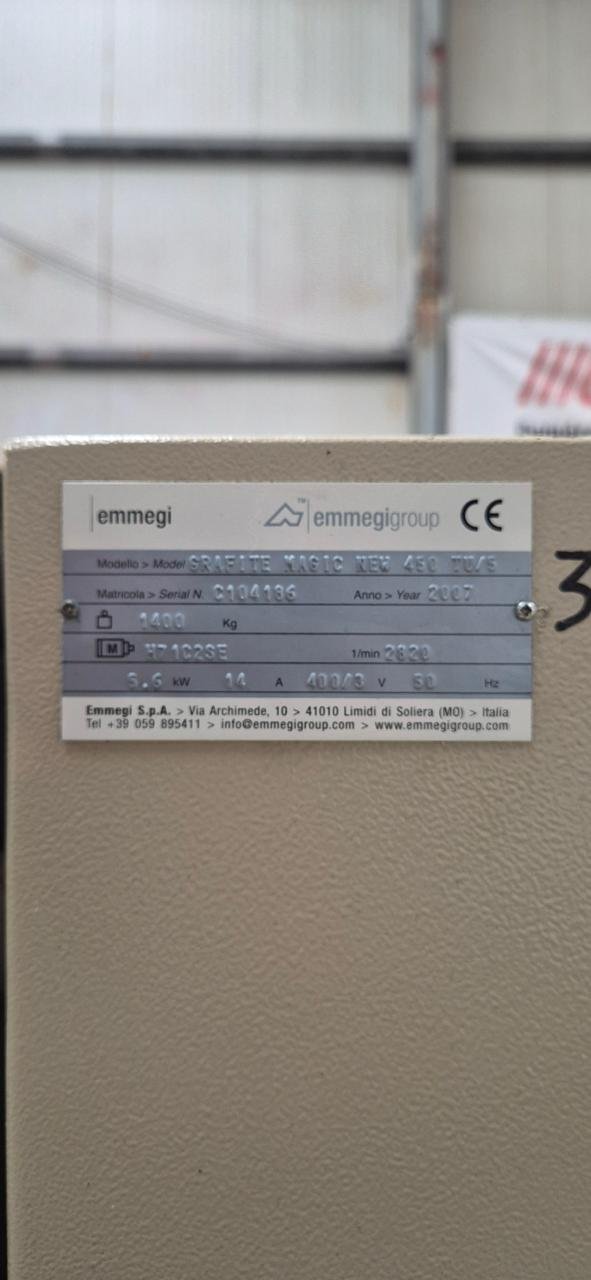 emmegi
TM
emmegigroup CE
Modello > Model GRAFITE MAGIC NEW 450 TU/5
Matricola > Serial N. C104186 Anno > Year 2007
1400 Kg
M 1/min 2820
5.6 kW 14 A 400/3 V 50 Hz
Emmegi S.p.A. > Via Archimede, 10 > 41010 Limidi di Soliera (MO) > Italia
Tel +39 059 895411 > info@emmegigroup.com > www.emmegigroup.com
3